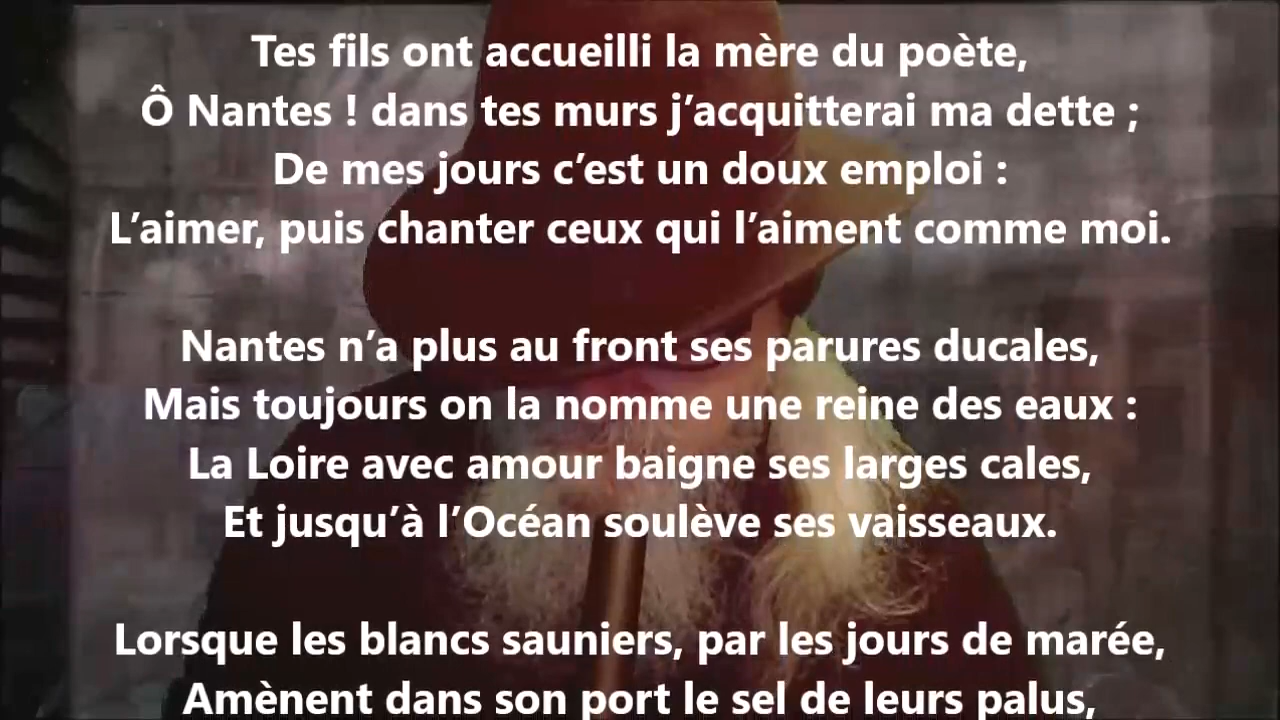 Tes fils ont accueilli la mère du poète,
Ô Nantes ! dans tes murs j’acquitterai ma dette ;
De mes jours c’est un doux emploi :
L’aimer, puis chanter ceux qui l’aiment comme moi.
Nantes n’a plus au front ses parures ducales,
Mais toujours on la nomme une reine des eaux :
La Loire avec amour baigne ses larges cales,
Et jusqu’à l’Océan soulève ses vaisseaux.
Lorsque les blancs sauniers, par les jours de marée,
Amènent dans son port le sel de leurs palus,